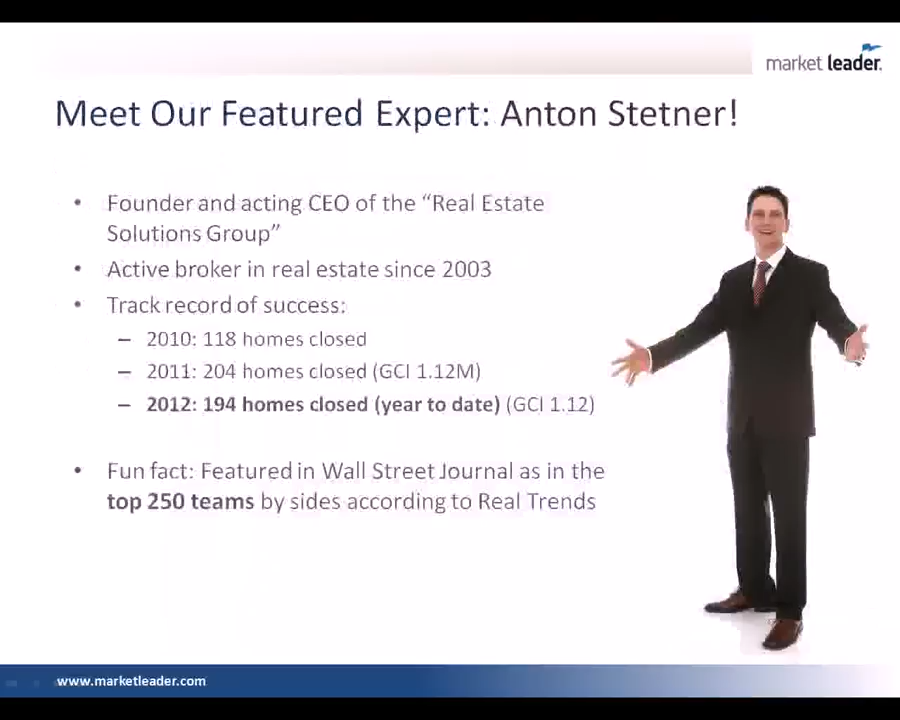 market leader.
Meet Our Featured Expert: Anton Stetner!
• Founder and acting CEO of the “Real Estate
Solutions Group”
• Active broker in real estate since 2003
• Track record of success:
– 2010: 118 homes closed
– 2011: 204 homes closed (GCI 1.12M)
– 2012: 194 homes closed (year to date) (GCI 1.12)
• Fun fact: Featured in Wall Street Journal as in the
top 250 teams by sides according to Real Trends
www.marketleader.com